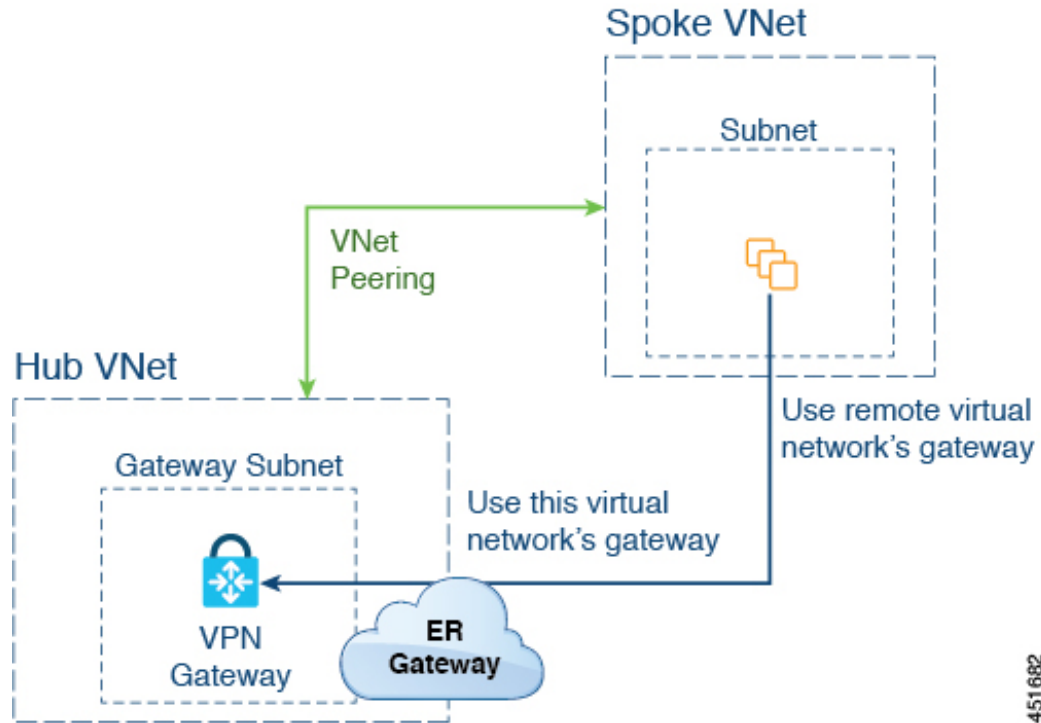 Spoke VNet
Subnet
VNet
Peering
Hub VNet
Use remote virtual
network's gateway
Gateway Subnet
Use this virtual
network's gateway
VPN
Gateway
ER
Gateway
451682